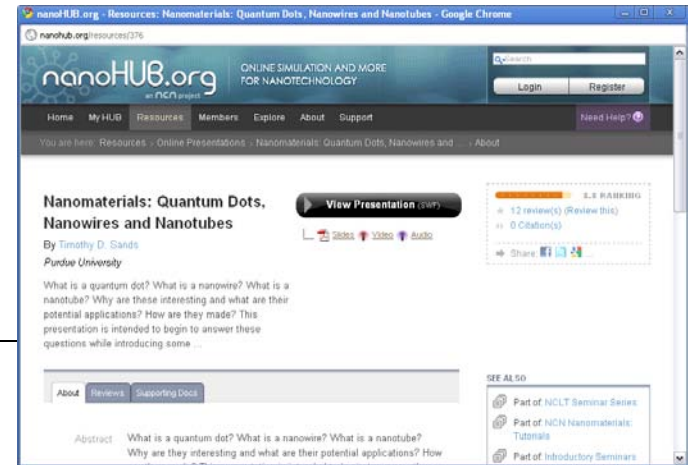 nanoHUB.org - Resources: Nanomaterials: Quantum Dots, Nanowires and Nanotubes - Google Chrome
nanohub.org/resources/376
nanoHUB.org
an NCN project
ONLINE SIMULATION AND MORE
FOR NANOTECHNOLOGY
Search
Login Register
Home My HUB Resources Members Explore About Support Need Help?
You are here: Resources › Online Presentations › Nanomaterials: Quantum Dots, Nanowires and ... › About
Nanomaterials: Quantum Dots,
Nanowires and Nanotubes
By Timothy D. Sands
Purdue University
What is a quantum dot? What is a nanowire? What is a
nanotube? Why are these interesting and what are their
potential applications? How are they made? This
presentation is intended to begin to answer these
questions while introducing some ...
View Presentation (SWF)
Slides Video Audio
RANKING
12 review(s) (Review this)
0 Citation(s)
Share: ...
About Reviews Supporting Docs
Abstract What is a quantum dot? What is a nanowire? What is a nanotube?
Why are they interesting and what are their potential applications? How
SEE ALSO
Part of: NCLT Seminar Series
Part of: NCN Nanomaterials:
Tutorials
Part of: Introductory Seminars